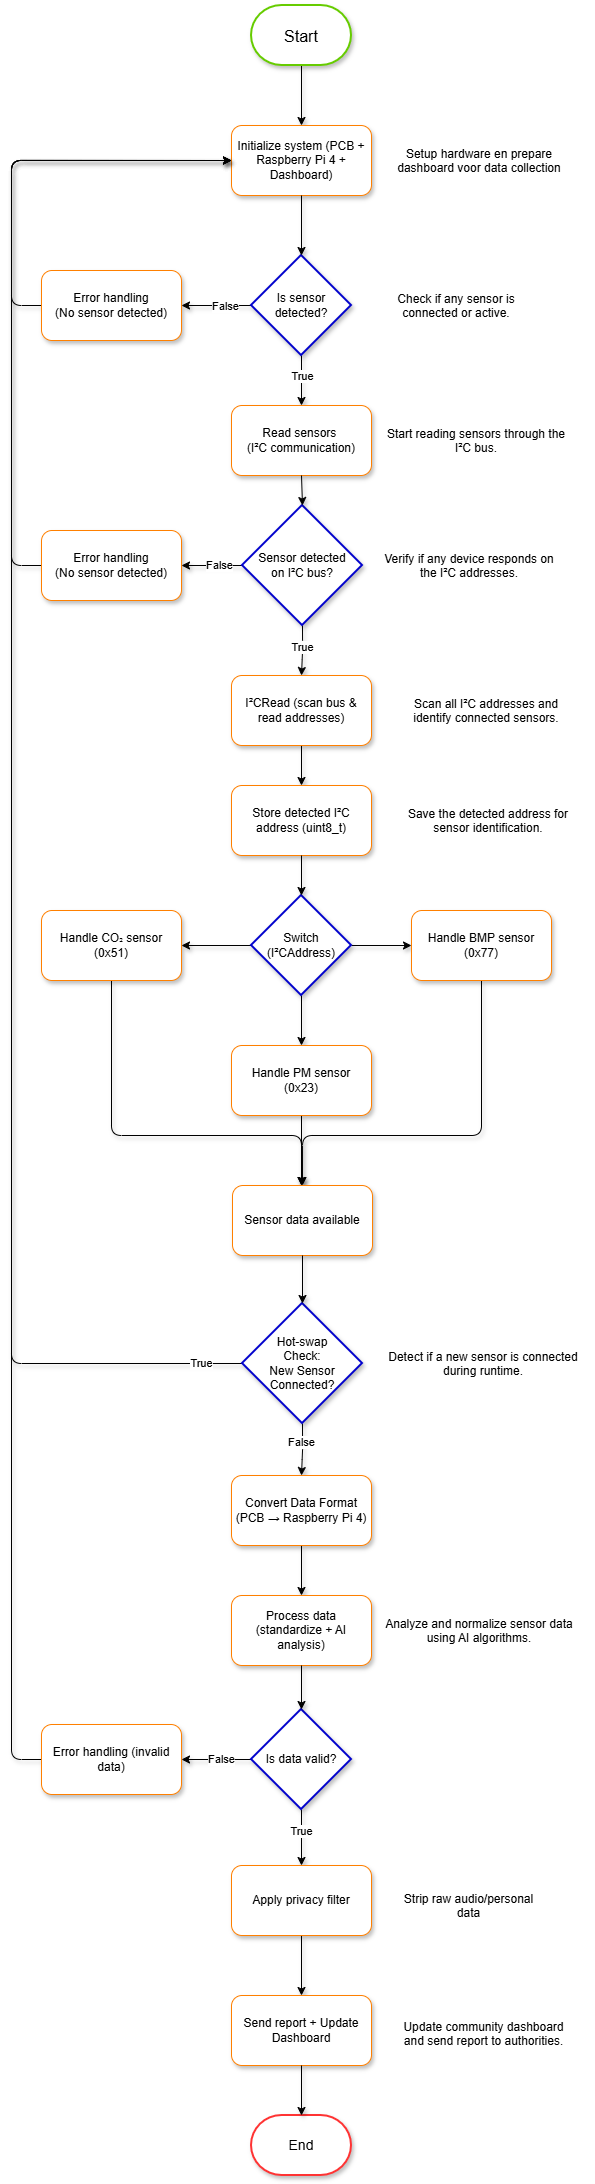 Start
Initialize system (PCB +
Raspberry Pi 4 +
Dashboard)
Setup hardware en prepare
dashboard voor data collection
Error handling
(No sensor detected)
False
Is sensor
detected?
Check if any sensor is
connected or active.
True
Read sensors
(I²C communication)
Start reading sensors through the
I²C bus.
Error handling
(No sensor detected)
False
Sensor detected
on I²C bus?
Verify if any device responds on
the I²C addresses.
True
I²CRead (scan bus &
read addresses)
Scan all I²C addresses and
identify connected sensors.
Store detected I²C
address (uint8_t)
Save the detected address for
sensor identification.
Handle CO₂ sensor
(0x51)
Switch
(I²CAddress)
Handle BMP sensor
(0x77)
Handle PM sensor
(0x23)
Sensor data available
True
Hot-swap
Check:
New Sensor
Connected?
Detect if a new sensor is connected
during runtime.
False
Convert Data Format
(PCB → Raspberry Pi 4)
Process data
(standardize + AI
analysis)
Analyze and normalize sensor data
using AI algorithms.
Error handling (invalid
data)
False
Is data valid?
True
Apply privacy filter
Strip raw audio/personal
data
Send report + Update
Dashboard
Update community dashboard
and send report to authorities.
End